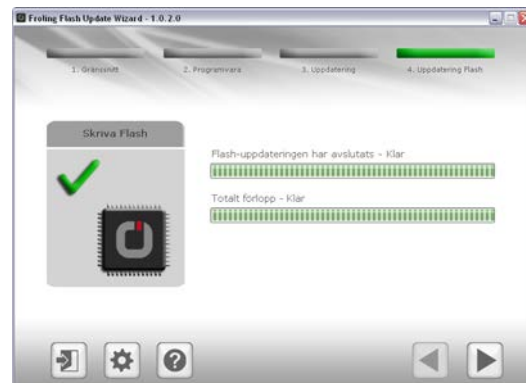 Froling Flash Update Wizard - 1.0.2.0
1. Gränssnitt
2. Programvara
3. Uppdatering
4. Uppdatering Flash
Skriva Flash
Flash-uppdateringen har avslutats - Klar
Totalt förlopp - Klar